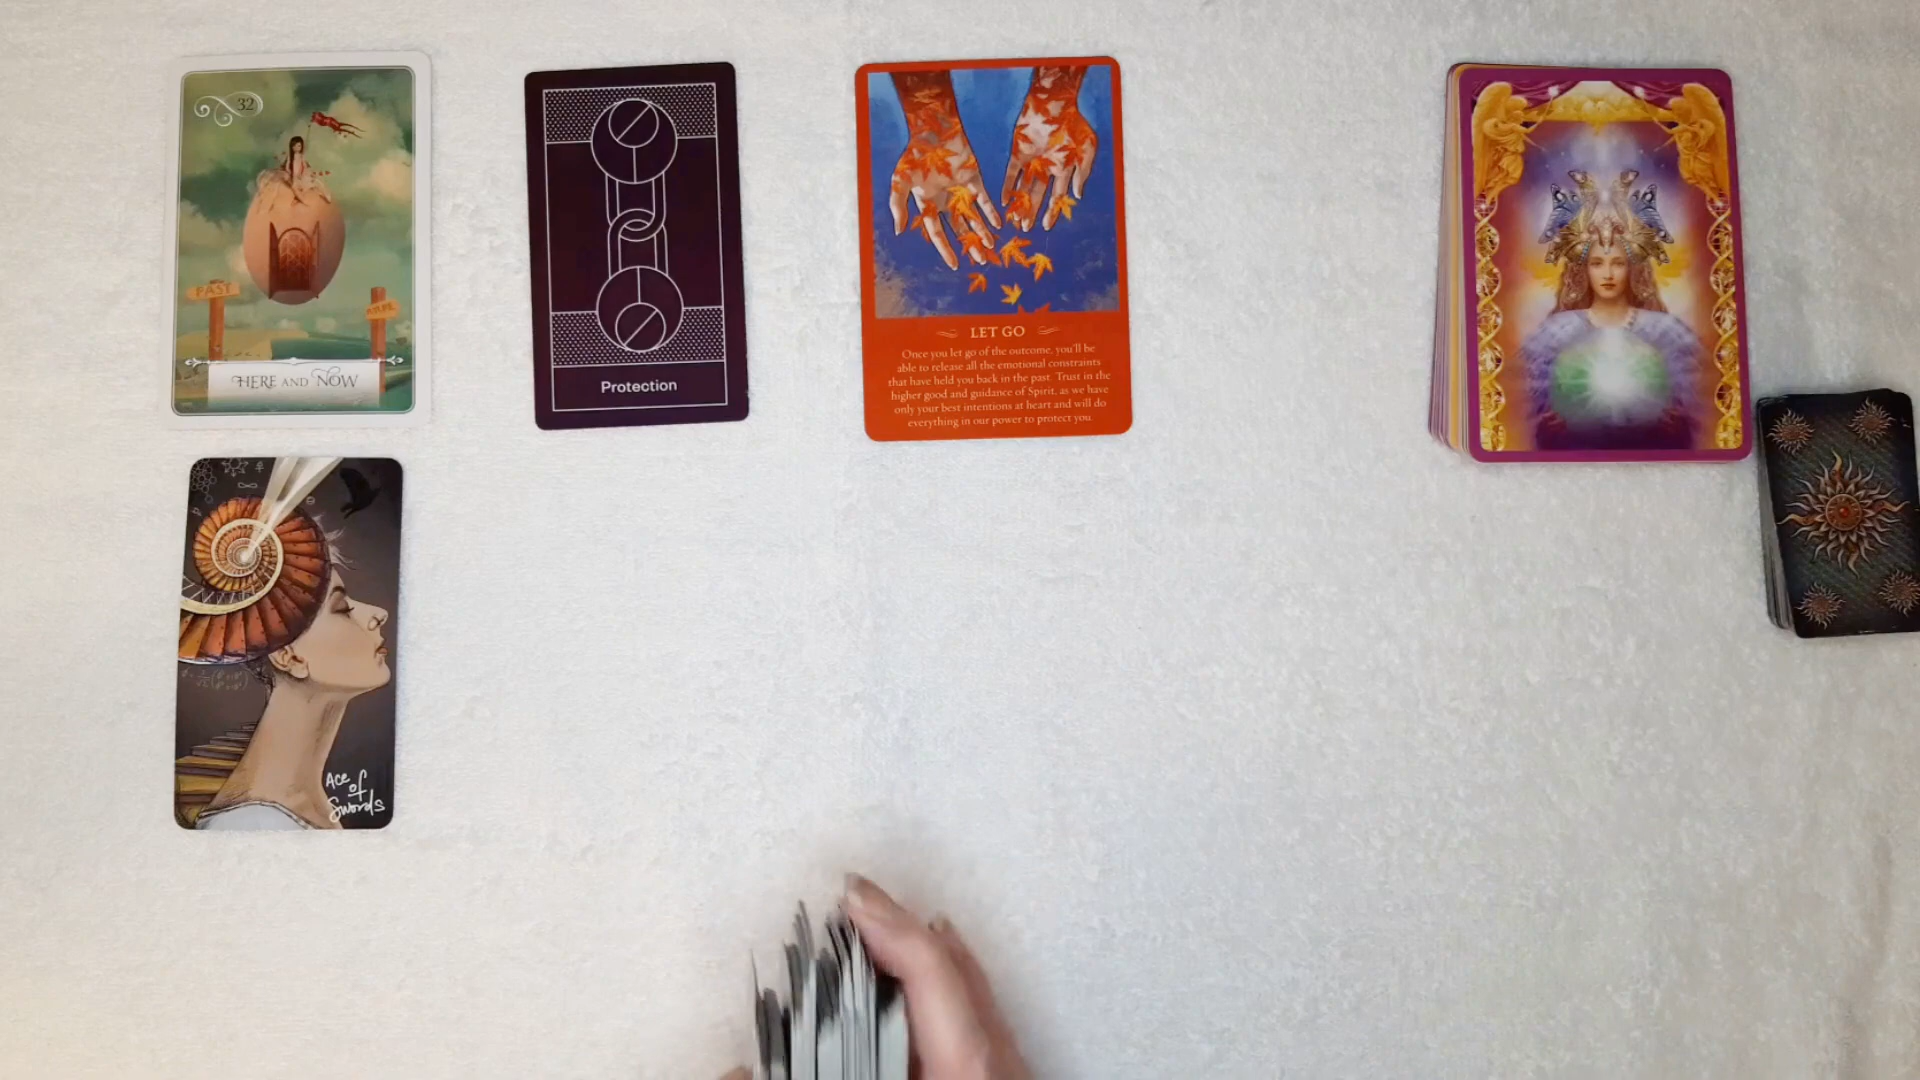 32
PAST
HERE AND NOW
Protection
LET GO
Once you let go of the outcome, you'll be
able to release all the emotional constraints
that have held you back in the past. Trust in the
higher good and guidance of Spirit, as we have
only your best intentions at heart and will do
everything in our power to protect you.
Ace
of
Swords